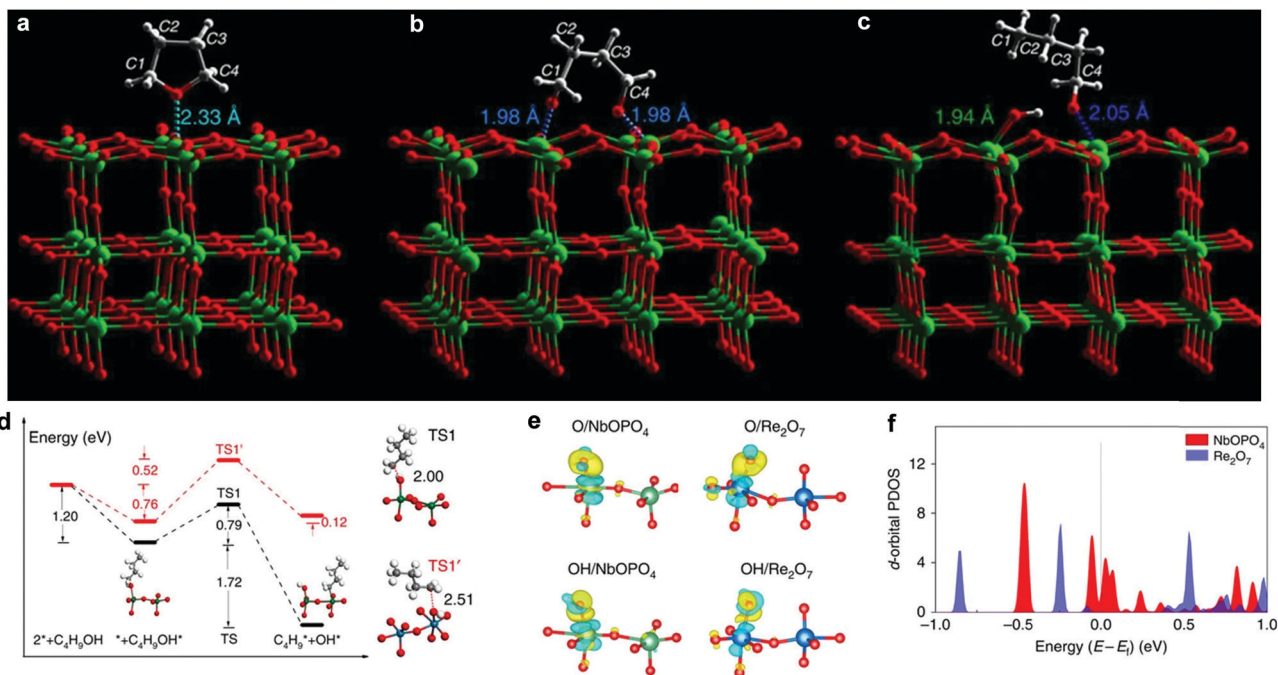 a
C2
C3
C1
C4
2.33 Å
b
C2
C3
C1
C4
1.98 Å
1.98 Å
c
C1
C2
C3
C4
1.94 Å
2.05 Å
d
Energy (eV)
TS1'
0.52
TS1
0.76
1.20
0.79
0.12
1.72
2*+C₄H₉OH
*+C₄H₉OH*
TS
C₄H₉*+OH*
TS1
2.00
TS1'
2.51
e
O/NbOPO₄
O/Re₂O₇
OH/NbOPO₄
OH/Re₂O₇
f
NbOPO₄
Re₂O₇
d-orbital PDOS
12
8
4
0
−1.0
−0.5
0.0
0.5
1.0
Energy (E−Ef) (eV)